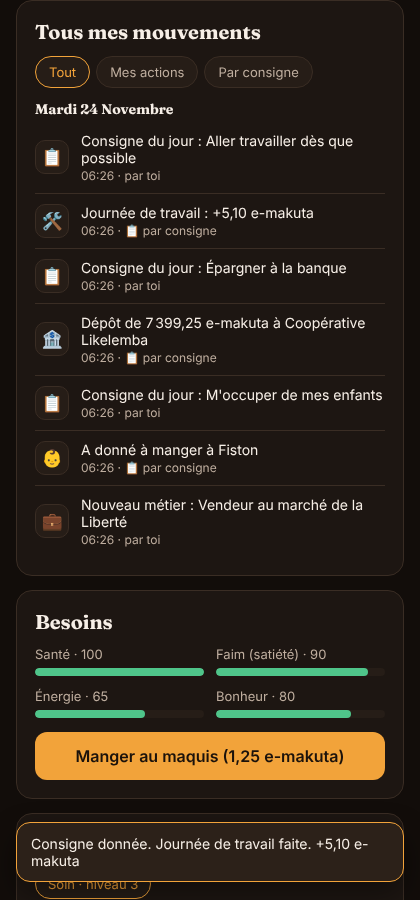 Tous mes mouvements
Tout
Mes actions
Par consigne
Mardi 24 Novembre
Consigne du jour : Aller travailler dès que
possible
06:26 · par toi
Journée de travail : +5,10 e-makuta
06:26 · 📋 par consigne
Consigne du jour : Épargner à la banque
06:26 · par toi
Dépôt de 7 399,25 e-makuta à Coopérative
Likelemba
06:26 · 📋 par consigne
Consigne du jour : M'occuper de mes enfants
06:26 · par toi
A donné à manger à Fiston
06:26 · 📋 par consigne
Nouveau métier : Vendeur au marché de la
Liberté
06:26 · par toi
Besoins
Santé · 100
Faim (satiété) · 90
Énergie · 65
Bonheur · 80
Manger au maquis (1,25 e-makuta)
Consigne donnée. Journée de travail faite. +5,10 e-
makuta
Soin · niveau 3